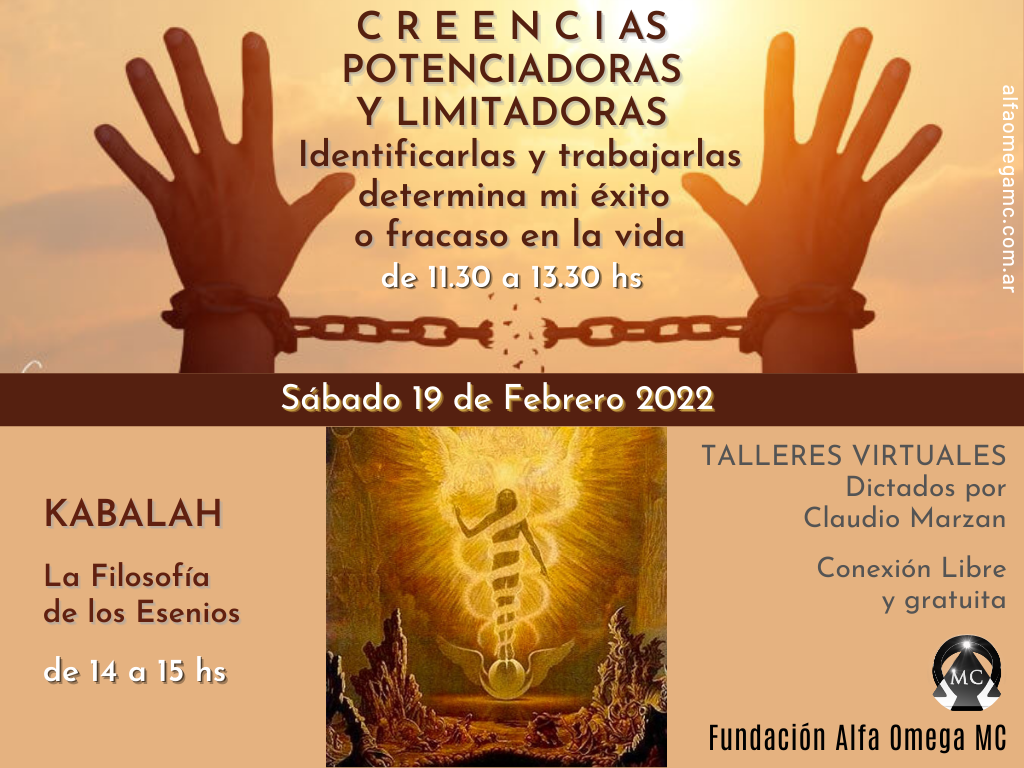 C R E E N C I AS
POTENCIADORAS
Y LIMITADORAS
Identificarlas y trabajarlas
determina mi éxito
o fracaso en la vida
de 11.30 a 13.30 hs
alfaomegamc.com.ar
Sábado 19 de Febrero 2022
KABALAH
La Filosofía
de los Esenios
de 14 a 15 hs
TALLERES VIRTUALES
Dictados por
Claudio Marzan
Conexión Libre
y gratuita
MC
Fundación Alfa Omega MC